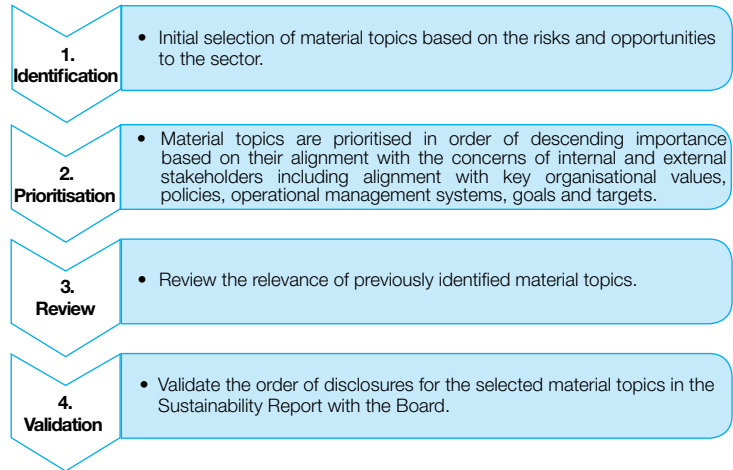 1.
Identification
• Initial selection of material topics based on the risks and opportunities
to the sector.
2.
Prioritisation
• Material topics are prioritised in order of descending importance
based on their alignment with the concerns of internal and external
stakeholders including alignment with key organisational values,
policies, operational management systems, goals and targets.
3.
Review
• Review the relevance of previously identified material topics.
4.
Validation
• Validate the order of disclosures for the selected material topics in the
Sustainability Report with the Board.